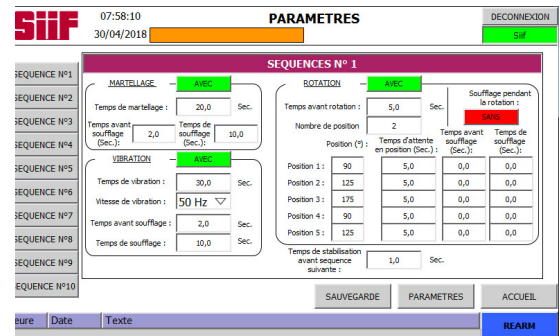 SiiF
07:58:10
PARAMETRES
DECONNEXION
30/04/2018
Siif
SEQUENCES N° 1
SEQUENCE N°1
SEQUENCE N°2
SEQUENCE N°3
SEQUENCE N°4
SEQUENCE N°5
SEQUENCE N°6
SEQUENCE N°7
SEQUENCE N°8
SEQUENCE N°9
SEQUENCE N°10
MARTELLAGE - AVEC
Temps de martellage : 20,0 Sec.
Temps avant soufflage (Sec.): 2,0 Temps de soufflage (Sec.): 10,0
VIBRATION - AVEC
Temps de vibration : 30,0 Sec.
Vitesse de vibration : 50 Hz
Temps avant soufflage : 2,0 Sec.
Temps de soufflage : 10,0 Sec.
ROTATION - AVEC
Temps avant rotation : 5,0 Sec.
Soufflage pendant la rotation :
SANS
Nombre de position 2
Position (°) : Temps d'attente en position (Sec.) : Temps avant soufflage (Sec.): Temps de soufflage (Sec.):
Position 1 : 90 5,0 0,0 0,0
Position 2 : 125 5,0 0,0 0,0
Position 3 : 175 5,0 0,0 0,0
Position 4 : 90 5,0 0,0 0,0
Position 5 : 125 5,0 0,0 0,0
Temps de stabilisation avant sequence suivante : 1,0 Sec.
SAUVEGARDE PARAMETRES ACCUEIL
eure Date Texte
REARM